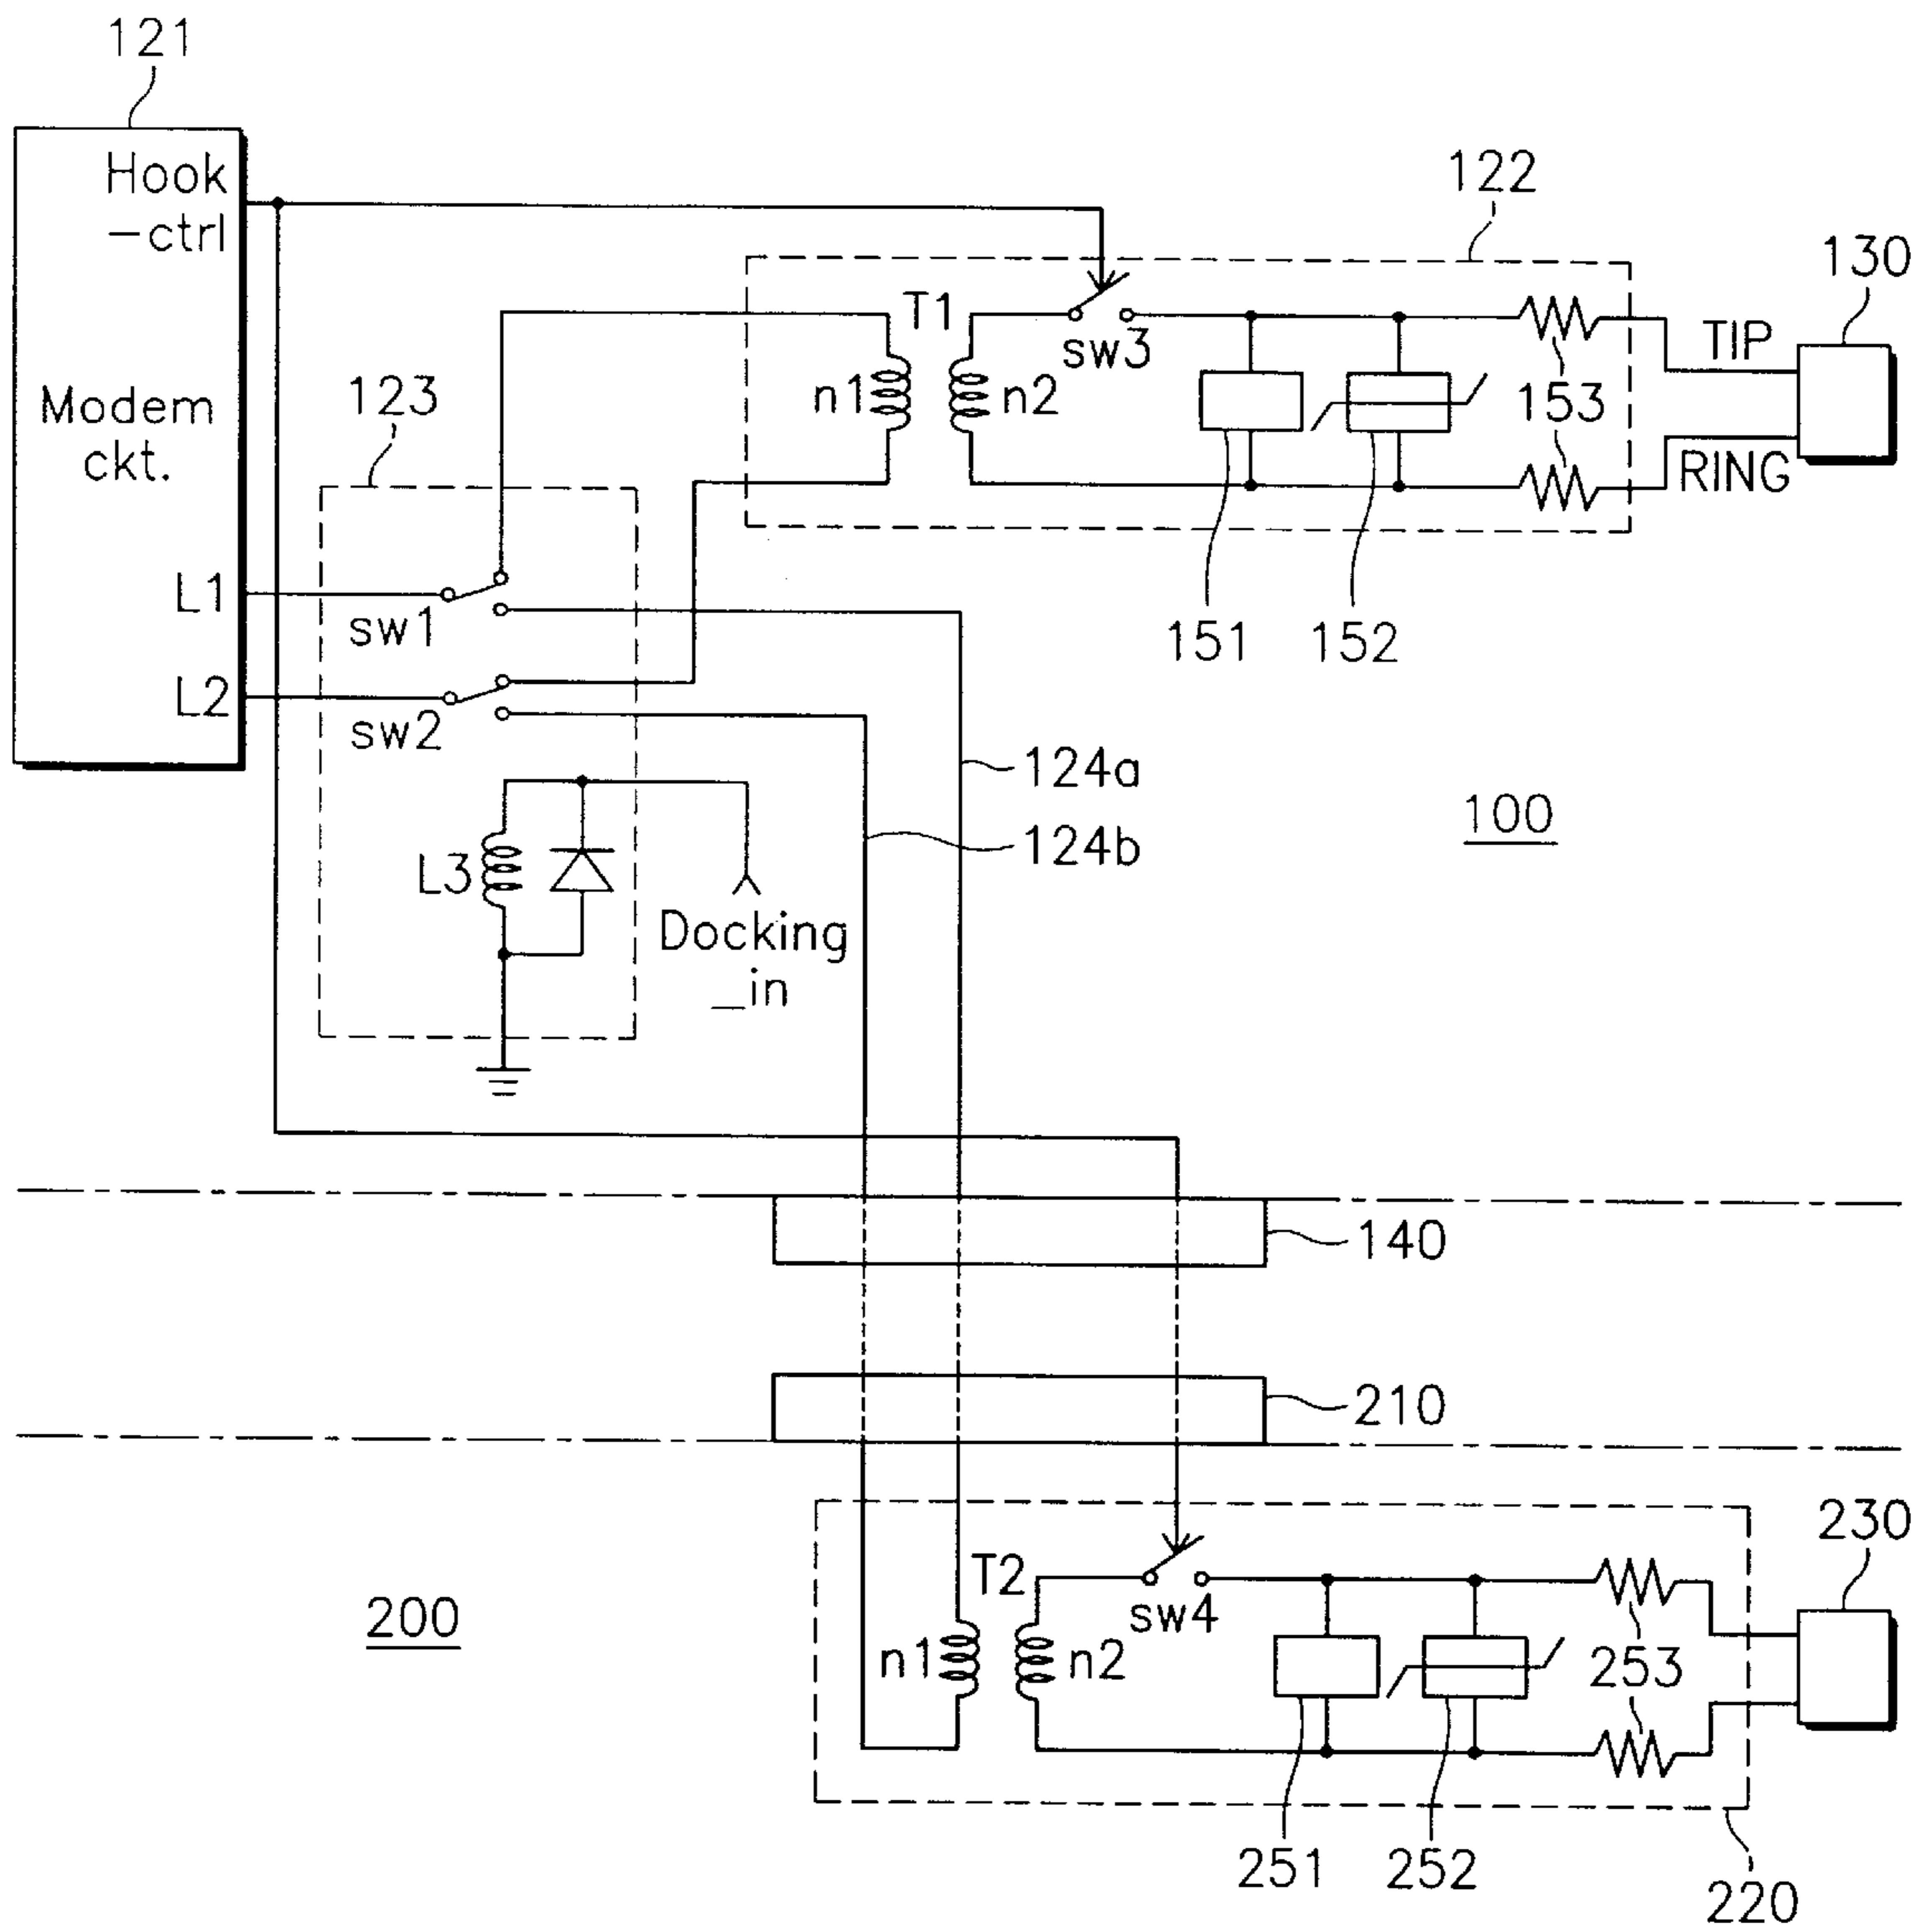 121
Hook
-ctrl
Modem
ckt.
L1
L2
122
130
T1
sw3
n1
n2
TIP
153
RING
123
151
152
sw1
sw2
124a
124b
100
L3
Docking
_in
140
210
230
T2
sw4
200
n1
n2
253
251
252
220